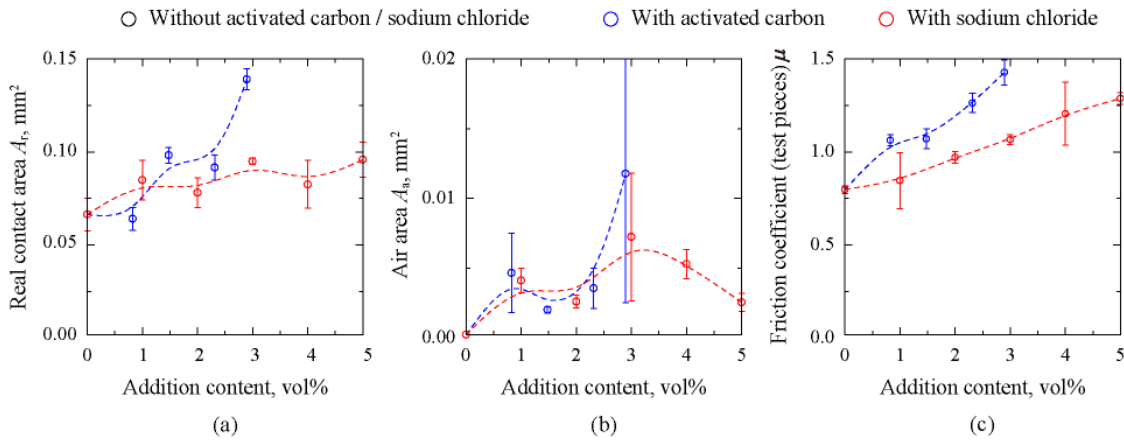 Without activated carbon / sodium chloride With activated carbon With sodium chloride
Real contact area Aᵣ, mm²
0.15
0.10
0.05
0.00
0 1 2 3 4 5
Addition content, vol%
(a)
Air area Aₐ, mm²
0.02
0.01
0.00
0 1 2 3 4 5
Addition content, vol%
(b)
Friction coefficient (test pieces) μ
1.5
1.0
0.5
0.0
0 1 2 3 4 5
Addition content, vol%
(c)